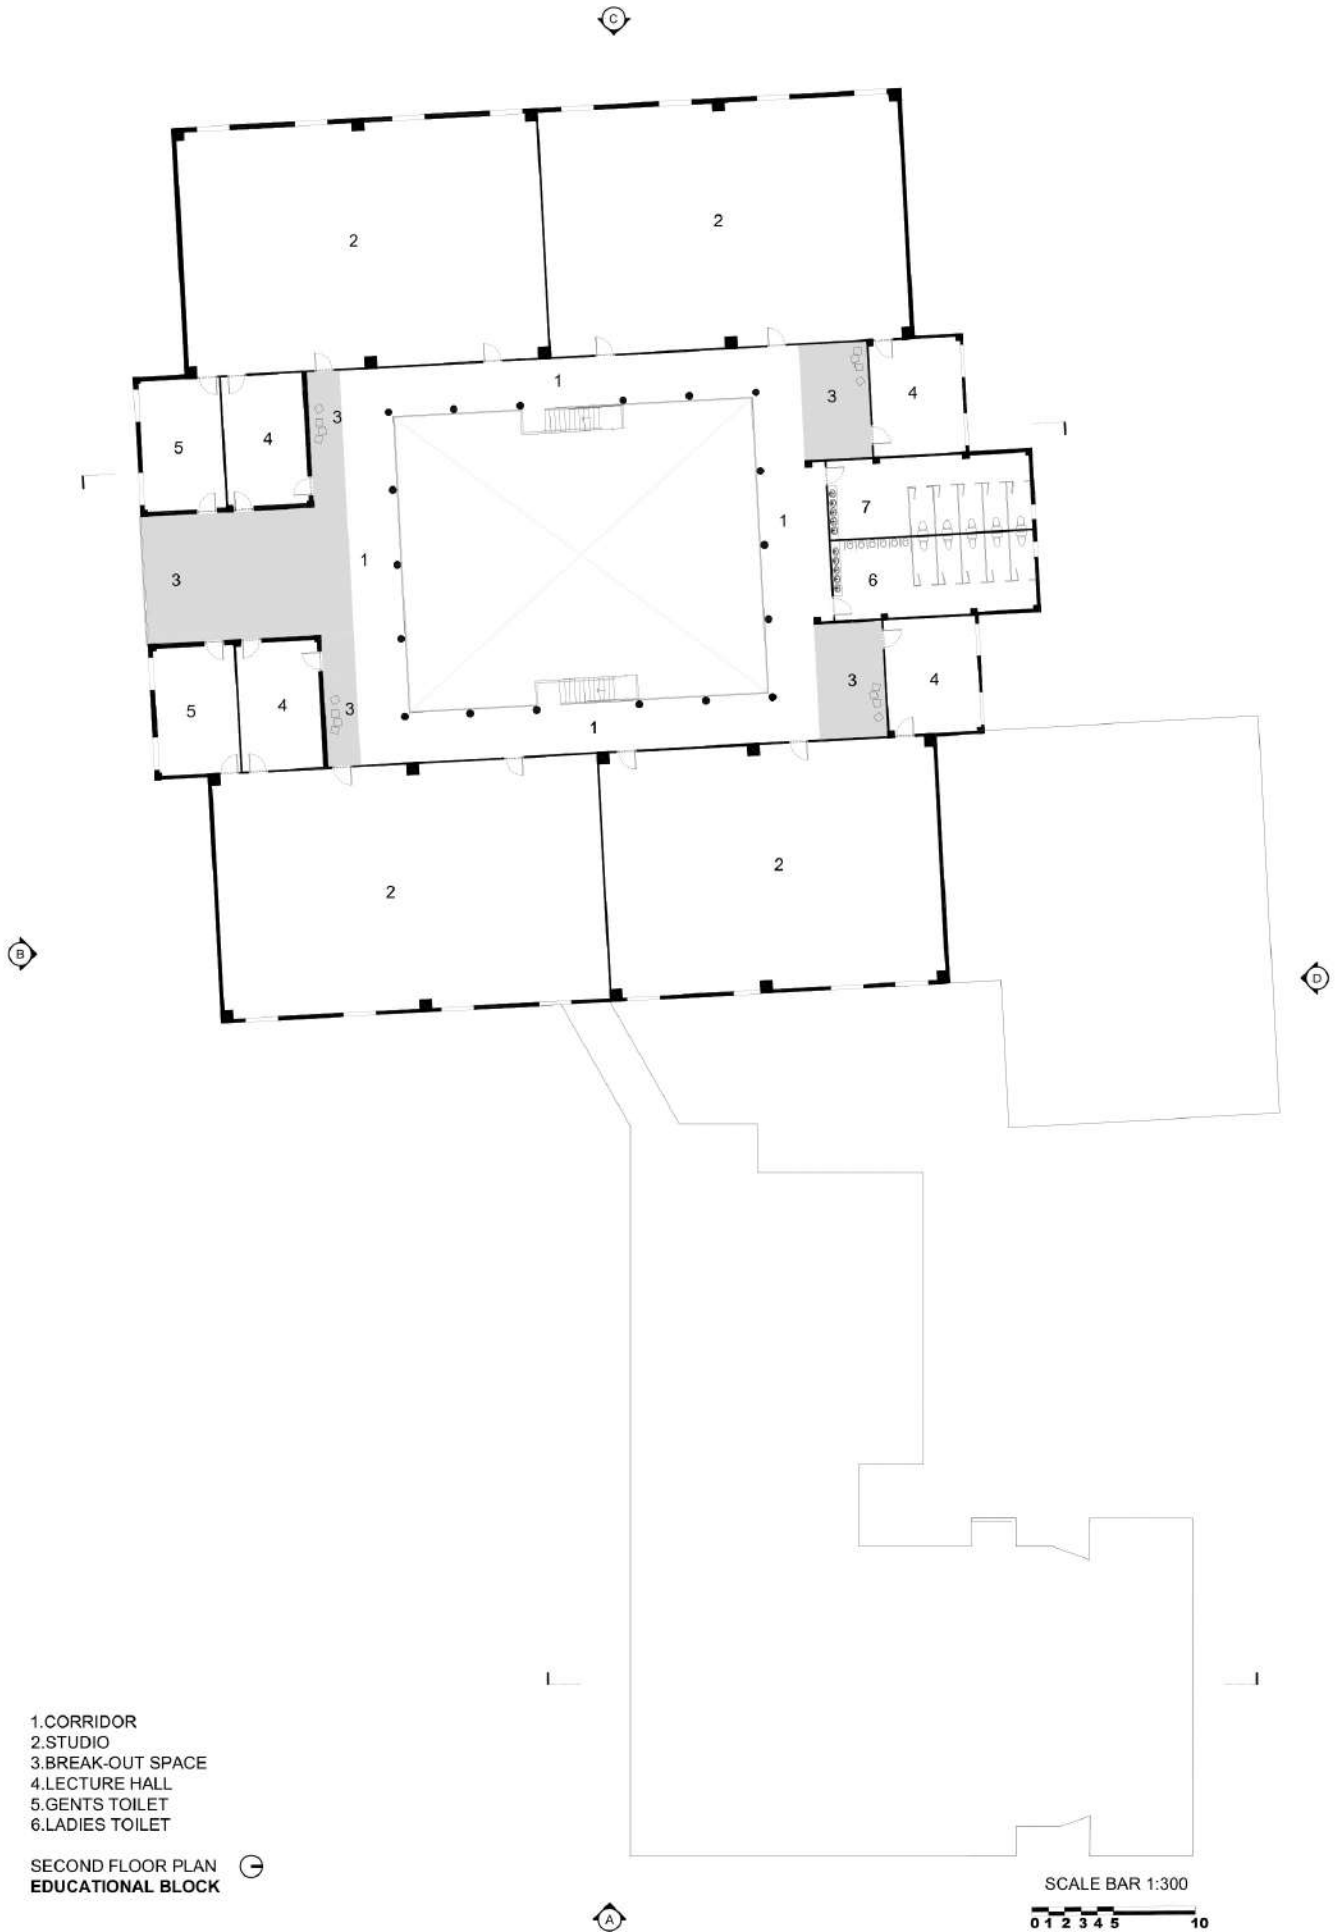 C
2
2
1
3
4
3
4
5
7
1
1
3
6
3
4
5
4
3
1
2
2
B
D
1.CORRIDOR
2.STUDIO
3.BREAK-OUT SPACE
4.LECTURE HALL
5.GENTS TOILET
6.LADIES TOILET
SECOND FLOOR PLAN
EDUCATIONAL BLOCK
SCALE BAR 1:300
0 1 2 3 4 5 10
A